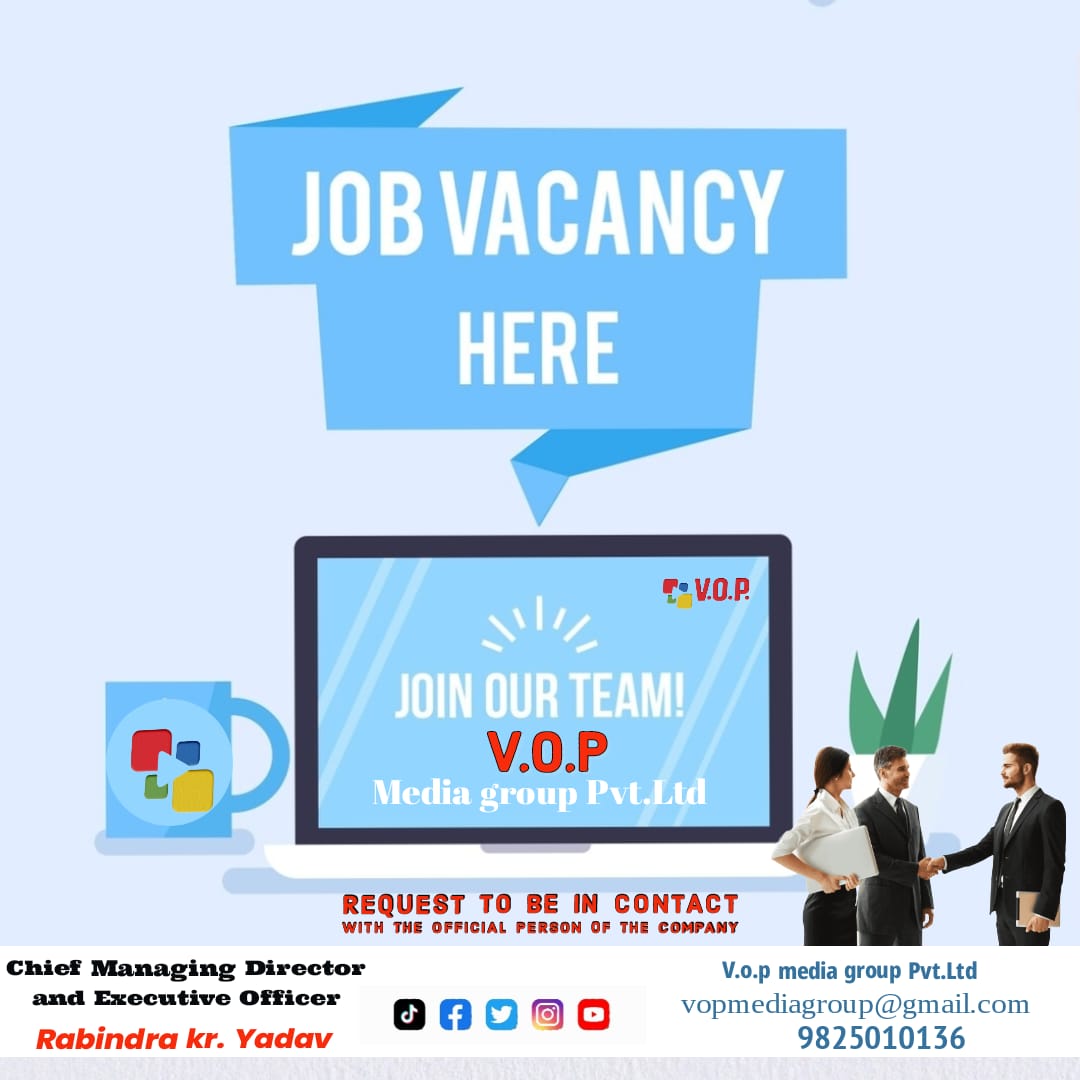 JOB VACANCY
HERE
V.O.P.
JOIN OUR TEAM!
V.O.P
Media group Pvt.Ltd
REQUEST TO BE IN CONTACT
WITH THE OFFICIAL PERSON OF THE COMPANY
Chief Managing Director
and Executive Officer
Rabindra kr. Yadav
V.o.p media group Pvt.Ltd
vopmediagroup@gmail.com
9825010136